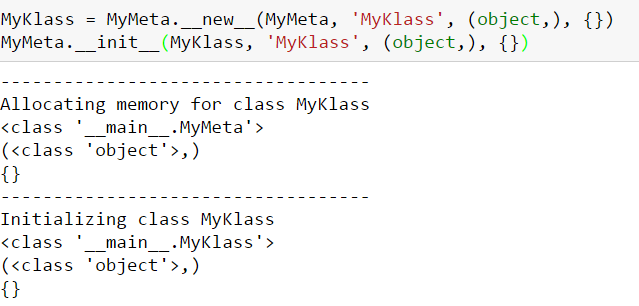 MyKlass = MyMeta.__new__(MyMeta, 'MyKlass', (object,), {})
MyMeta.__init__(MyKlass, 'MyKlass', (object,), {})
-----------------------------------
Allocating memory for class MyKlass
<class '__main__.MyMeta'>
(<class 'object'>,)
{}
-----------------------------------
Initializing class MyKlass
<class '__main__.MyKlass'>
(<class 'object'>,)
{}